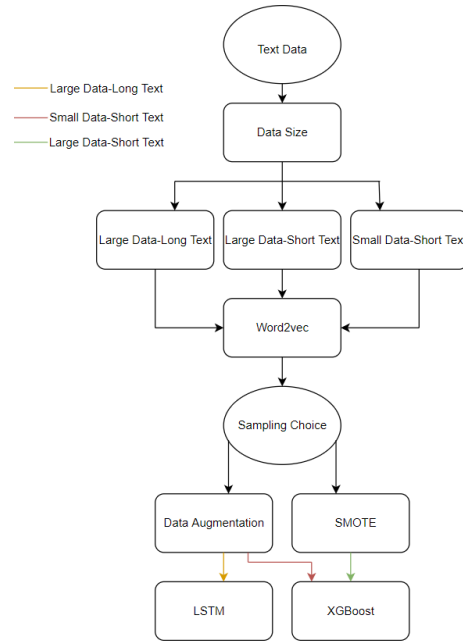 Text Data
Large Data-Long Text
Small Data-Short Text
Large Data-Short Text
Data Size
Large Data-Long Text
Large Data-Short Text
Small Data-Short Tex
Word2vec
Sampling Choice
Data Augmentation
SMOTE
LSTM
XGBoost